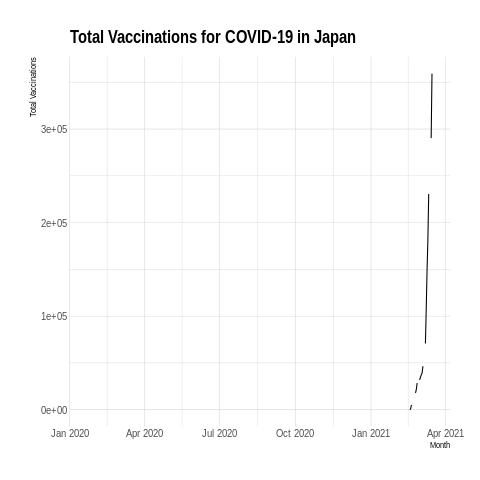 Total Vaccinations for COVID-19 in Japan
Total Vaccinations
3e+05
2e+05
1e+05
0e+00
Jan 2020 Apr 2020 Jul 2020 Oct 2020 Jan 2021 Apr 2021
Month